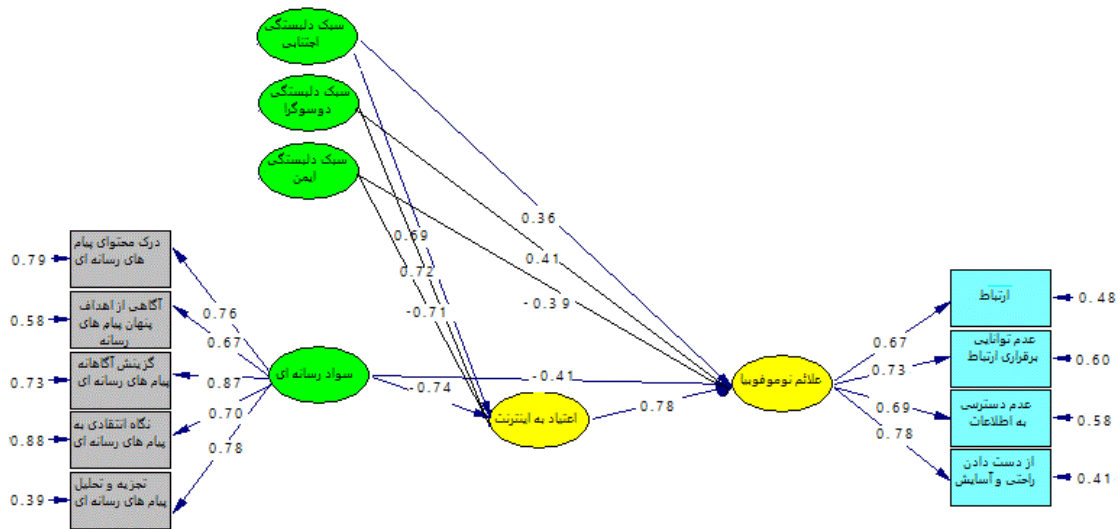 سبک دلبستگی
اجتنابی
سبک دلبستگی
دوسوگرا
سبک دلبستگی
ایمن
0.36
0.41
-0.39
0.69
0.72
-0.71
درک محتوای پیام
های رسانه ای
0.79
آگاهی از اهداف
پنهان پیام های
رسانه
0.58
گزینش آگاهانه
پیام های رسانه ای
0.73
نگاه انتقادی به
پیام های رسانه ای
0.88
تجزیه و تحلیل
پیام های رسانه ای
0.39
0.76
0.67
0.87
0.70
0.78
سواد رسانه ای
-0.74
-0.41
اعتیاد به اینترنت
0.78
علائم نوموفوبیا
0.67
0.73
0.69
0.78
ارتباط
0.48
عدم توانایی
برقراری ارتباط
0.60
عدم دسترسی
به اطلاعات
0.58
از دست دادن
راحتی و آسایش
0.41